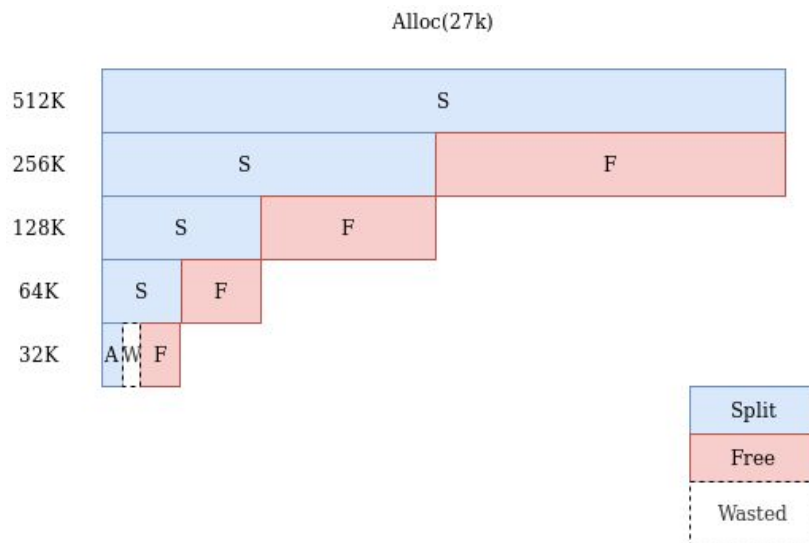 Alloc(27k)
512K S
256K S F
128K S F
64K S F
32K A W F
Split
Free
Wasted